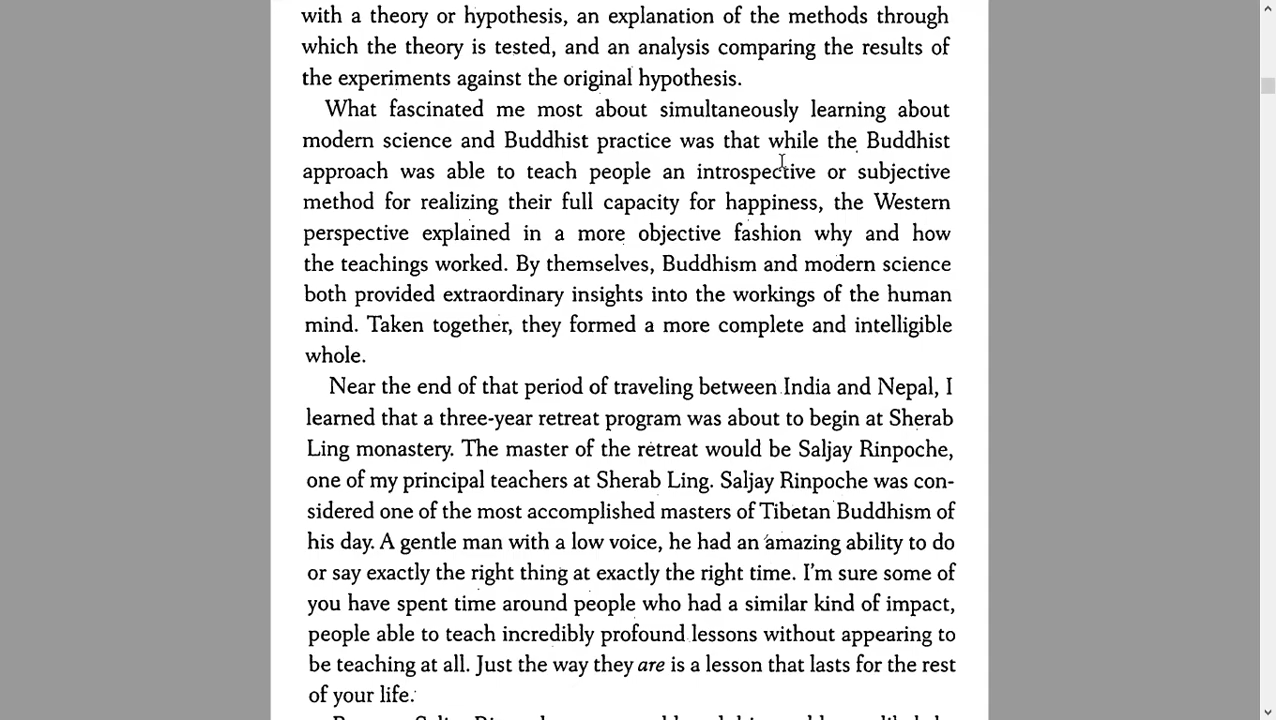 with a theory or hypothesis, an explanation of the methods through
which the theory is tested, and an analysis comparing the results of
the experiments against the original hypothesis.
What fascinated me most about simultaneously learning about
modern science and Buddhist practice was that while the Buddhist
approach was able to teach people an introspective or subjective
method for realizing their full capacity for happiness, the Western
perspective explained in a more objective fashion why and how
the teachings worked. By themselves, Buddhism and modern science
both provided extraordinary insights into the workings of the human
mind. Taken together, they formed a more complete and intelligible
whole.
Near the end of that period of traveling between India and Nepal, I
learned that a three-year retreat program was about to begin at Sherab
Ling monastery. The master of the retreat would be Saljay Rinpoche,
one of my principal teachers at Sherab Ling. Saljay Rinpoche was con-
sidered one of the most accomplished masters of Tibetan Buddhism of
his day. A gentle man with a low voice, he had an amazing ability to do
or say exactly the right thing at exactly the right time. I'm sure some of
you have spent time around people who had a similar kind of impact,
people able to teach incredibly profound lessons without appearing to
be teaching at all. Just the way they are is a lesson that lasts for the rest
of your life.